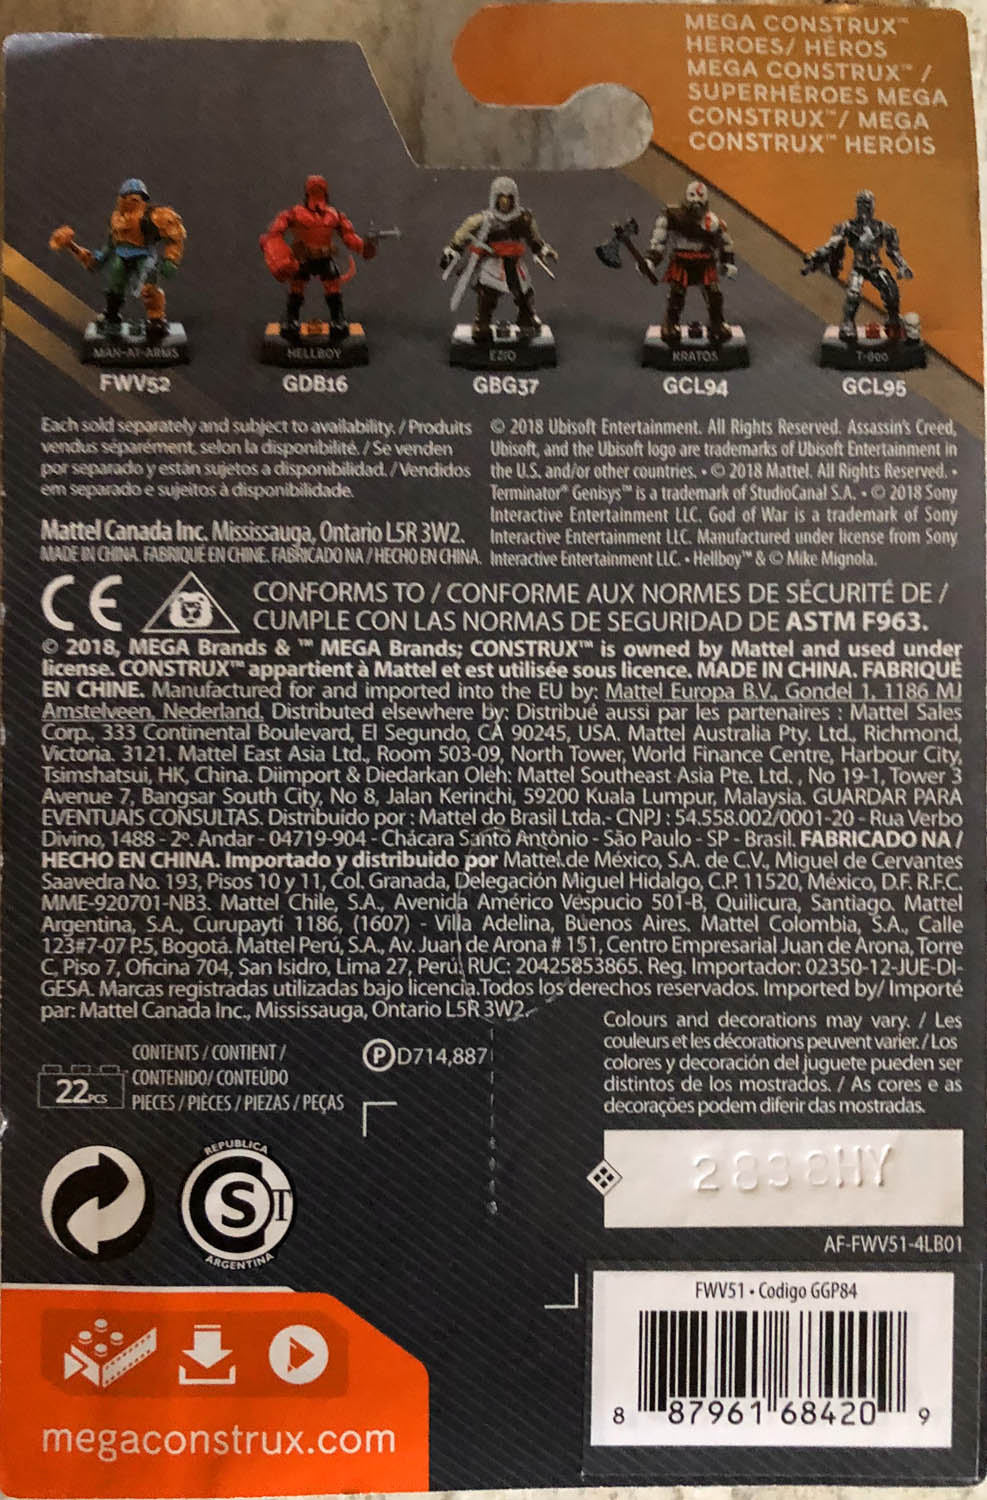 MEGA CONSTRUX™
HEROES/ HÉROS
MEGA CONSTRUX™ /
SUPERHÉROES MEGA
CONSTRUX™/ MEGA
CONSTRUX™ HERÓIS
MAN-AT-ARMS
HELLBOY
EZIO
KRATOS
T-800
FWV52
GDB16
GBG37
GCL94
GCL95
Each sold separately and subject to availability. / Produits
vendus séparément, selon la disponibilité. / Se venden
por separado y están sujetos a disponibilidad. / Vendidos
em separado e sujeitos à disponibilidade.
Mattel Canada Inc. Mississauga, Ontario L5R 3W2.
MADE IN CHINA. FABRIQUÉ EN CHINE. FABRICADO NA / HECHO EN CHINA.
© 2018 Ubisoft Entertainment. All Rights Reserved. Assassin's Creed,
Ubisoft, and the Ubisoft logo are trademarks of Ubisoft Entertainment in
the U.S. and/or other countries. • © 2018 Mattel. All Rights Reserved. •
Terminator® Genisys™ is a trademark of StudioCanal S.A. • © 2018 Sony
Interactive Entertainment LLC. God of War is a trademark of Sony
Interactive Entertainment LLC. Manufactured under license from Sony
Interactive Entertainment LLC. • Hellboy™ & © Mike Mignola.
CE
CONFORMS TO / CONFORME AUX NORMES DE SÉCURITÉ DE /
CUMPLE CON LAS NORMAS DE SEGURIDAD DE ASTM F963.
© 2018, MEGA Brands & ™ MEGA Brands; CONSTRUX™ is owned by Mattel and used under
license. CONSTRUX™ appartient à Mattel et est utilisée sous licence. MADE IN CHINA. FABRIQUÉ
EN CHINE. Manufactured for and imported into the EU by: Mattel Europa B.V., Gondel 1, 1186 MJ
Amstelveen, Nederland. Distributed elsewhere by: Distribué aussi par les partenaires : Mattel Sales
Corp., 333 Continental Boulevard, El Segundo, CA 90245, USA. Mattel Australia Pty. Ltd., Richmond,
Victoria. 3121. Mattel East Asia Ltd., Room 503-09, North Tower, World Finance Centre, Harbour City,
Tsimshatsui, HK, China. Diimport & Diedarkan Oleh: Mattel Southeast Asia Pte. Ltd. , No 19-1, Tower 3
Avenue 7, Bangsar South City, No 8, Jalan Kerinchi, 59200 Kuala Lumpur, Malaysia. GUARDAR PARA
EVENTUAIS CONSULTAS. Distribuído por : Mattel do Brasil Ltda.- CNPJ : 54.558.002/0001-20 - Rua Verbo
Divino, 1488 - 2º. Andar - 04719-904 - Chácara Santo Antônio - São Paulo - SP - Brasil. FABRICADO NA /
HECHO EN CHINA. Importado y distribuido por Mattel de México, S.A. de C.V., Miguel de Cervantes
Saavedra No. 193, Pisos 10 y 11, Col. Granada, Delegación Miguel Hidalgo, C.P. 11520, México, D.F. R.F.C.
MME-920701-NB3. Mattel Chile, S.A., Avenida Américo Vespucio 501-B, Quilicura, Santiago. Mattel
Argentina, S.A., Curupaytí 1186, (1607) - Villa Adelina, Buenos Aires. Mattel Colombia, S.A., Calle
123#7-07 P.5, Bogotá. Mattel Perú, S.A., Av. Juan de Arona # 151, Centro Empresarial Juan de Arona, Torre
C, Piso 7, Oficina 704, San Isidro, Lima 27, Perú. RUC: 20425853865. Reg. Importador: 02350-12-JUE-DI-
GESA. Marcas registradas utilizadas bajo licencia.Todos los derechos reservados. Imported by/ Importé
par: Mattel Canada Inc., Mississauga, Ontario L5R 3W2.
CONTENTS / CONTIENT /
CONTENIDO/ CONTEÚDO
22PCS PIECES / PIÈCES / PIEZAS / PEÇAS
Ⓟ D714,887
Colours and decorations may vary. / Les
couleurs et les décorations peuvent varier. / Los
colores y decoración del juguete pueden ser
distintos de los mostrados. / As cores e as
decorações podem diferir das mostradas.
REPUBLICA
CST
ARGENTINA
2838HY
AF-FWV51-4LB01
FWV51 • Codigo GGP84
8 87961 68420 9
megaconstrux.com